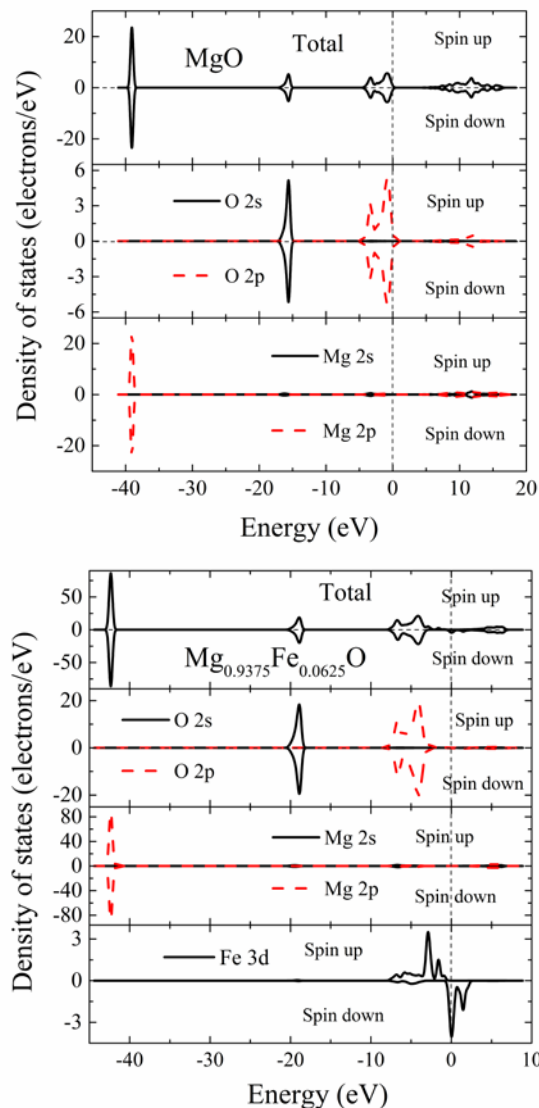 MgO Total Spin up
20
0
-20
Spin down
6
3
0
-3
-6
O 2s
O 2p
Spin up
Spin down
20
0
-20
Mg 2s
Mg 2p
Spin up
Spin down
Density of states (electrons/eV)
-40 -30 -20 -10 0 10 20
Energy (eV)
Total Spin up
50
0
-50
Mg0.9375Fe0.0625O Spin down
20
0
-20
O 2s
O 2p
Spin up
Spin down
80
40
0
-40
-80
Mg 2s
Mg 2p
Spin up
Spin down
3
0
-3
Fe 3d
Spin up
Spin down
Density of states (electrons/eV)
-40 -30 -20 -10 0 10
Energy (eV)